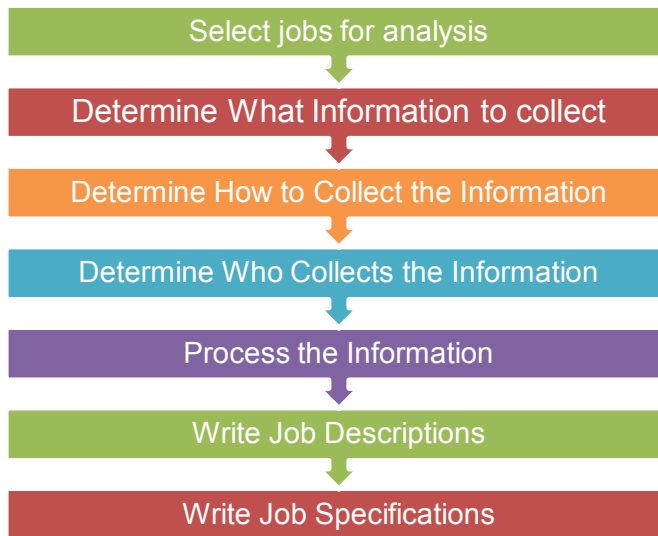 Select jobs for analysis
Determine What Information to collect
Determine How to Collect the Information
Determine Who Collects the Information
Process the Information
Write Job Descriptions
Write Job Specifications